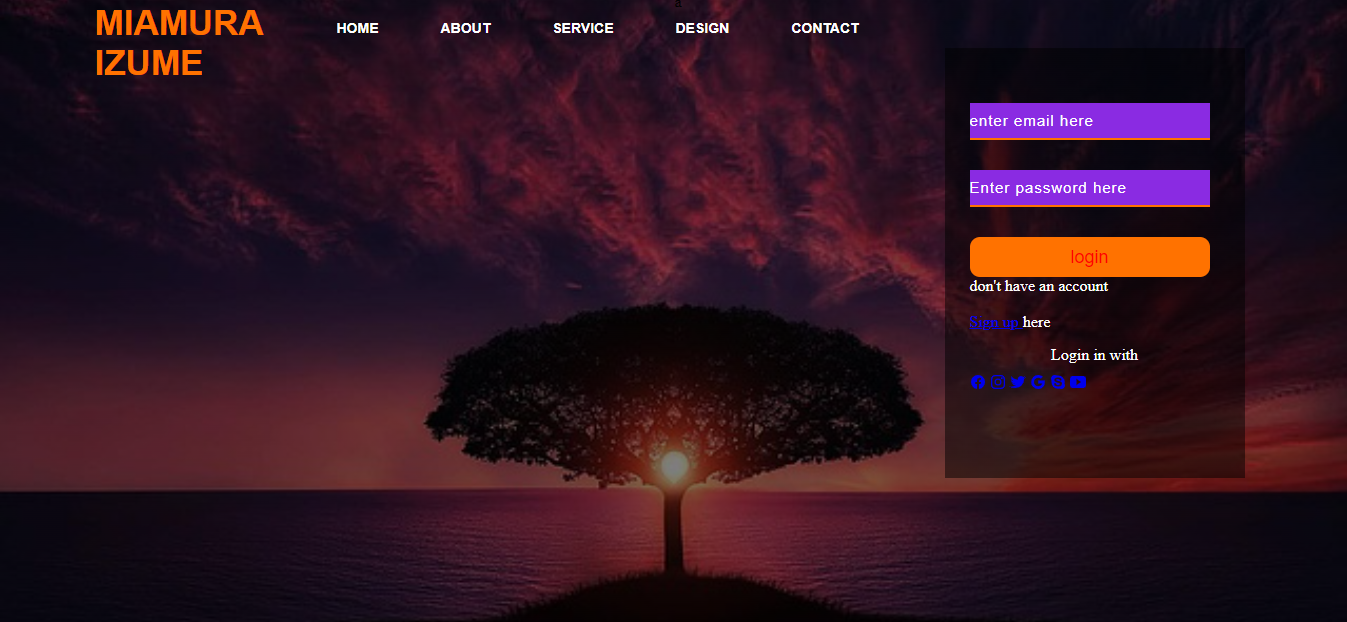 a
MIAMURA
IZUME
HOME ABOUT SERVICE DESIGN CONTACT
enter email here
Enter password here
login
don't have an account
Sign up here
Login in with